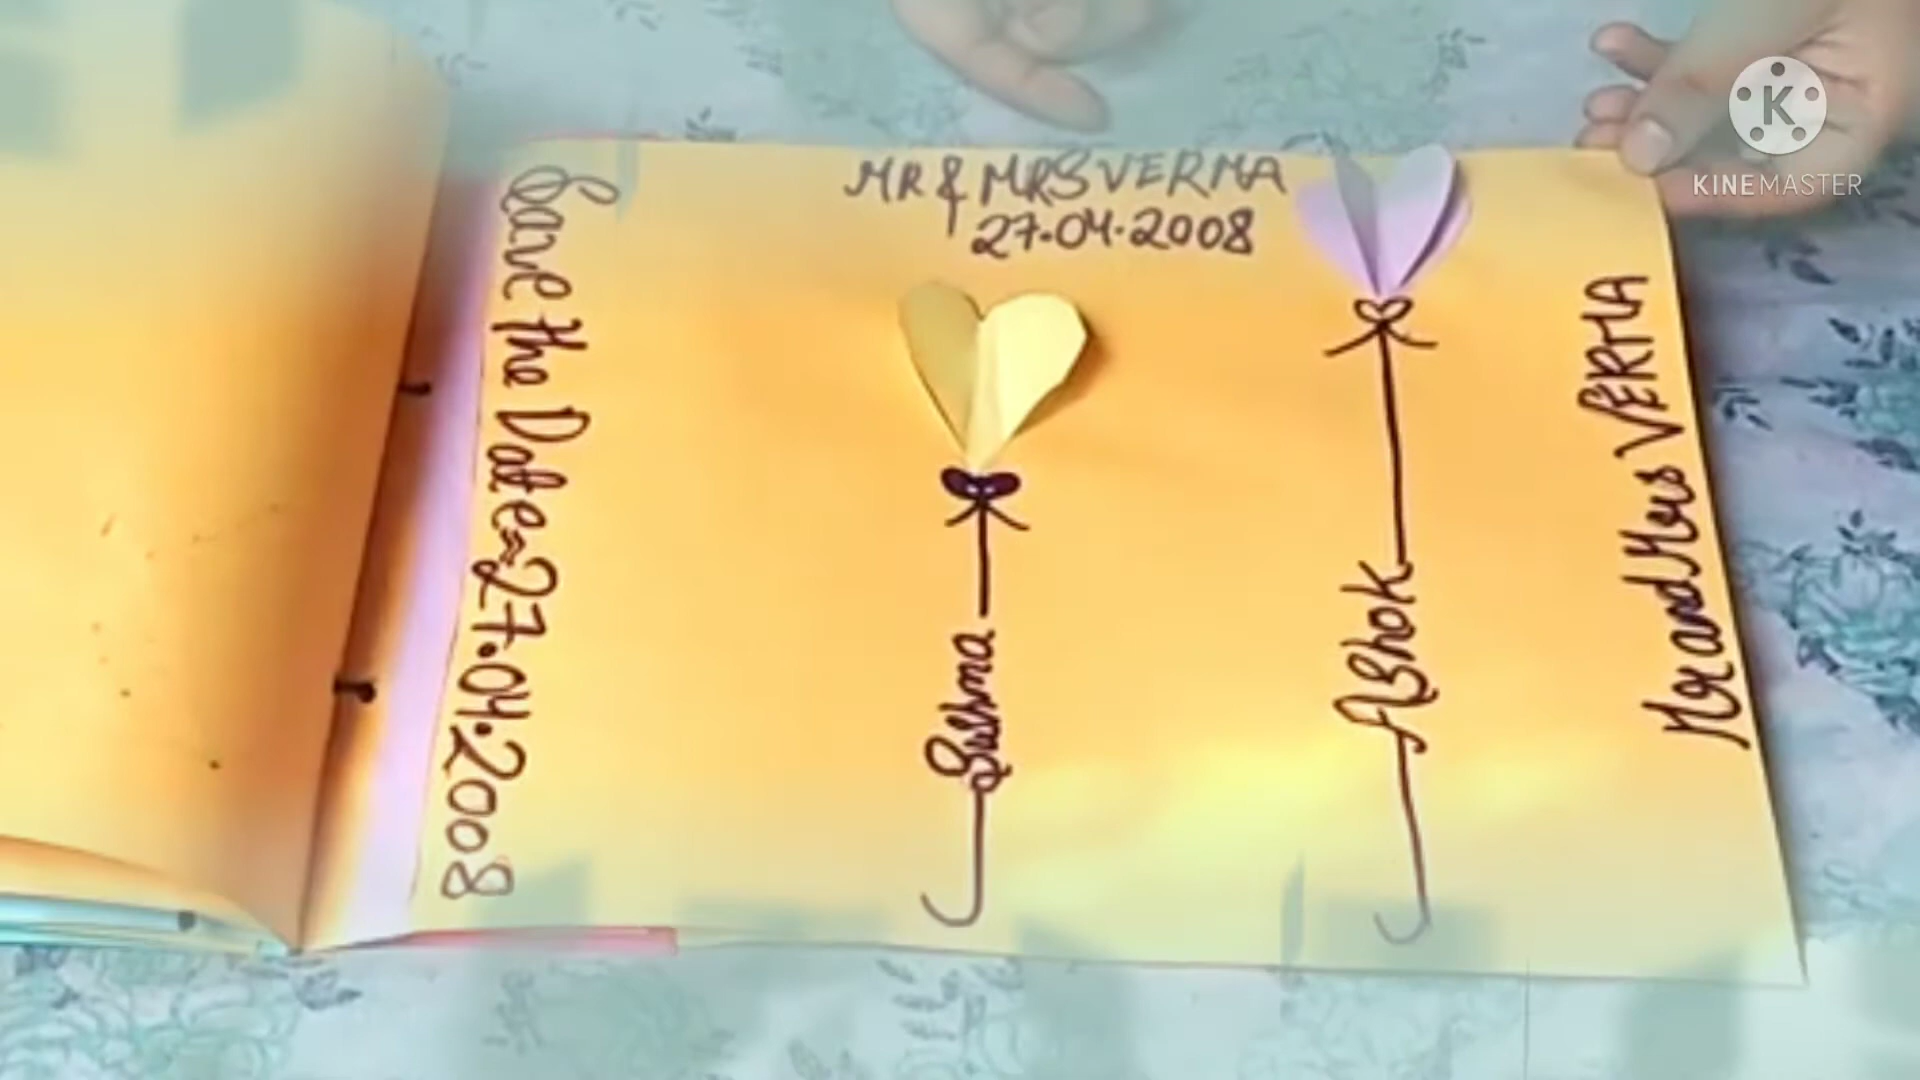 MR & MRS VERMA
27.04.2008
Save the Date=27.04.2008
Sushma
Ashok
Mr and Mrs VERMA
K
KINEMASTER